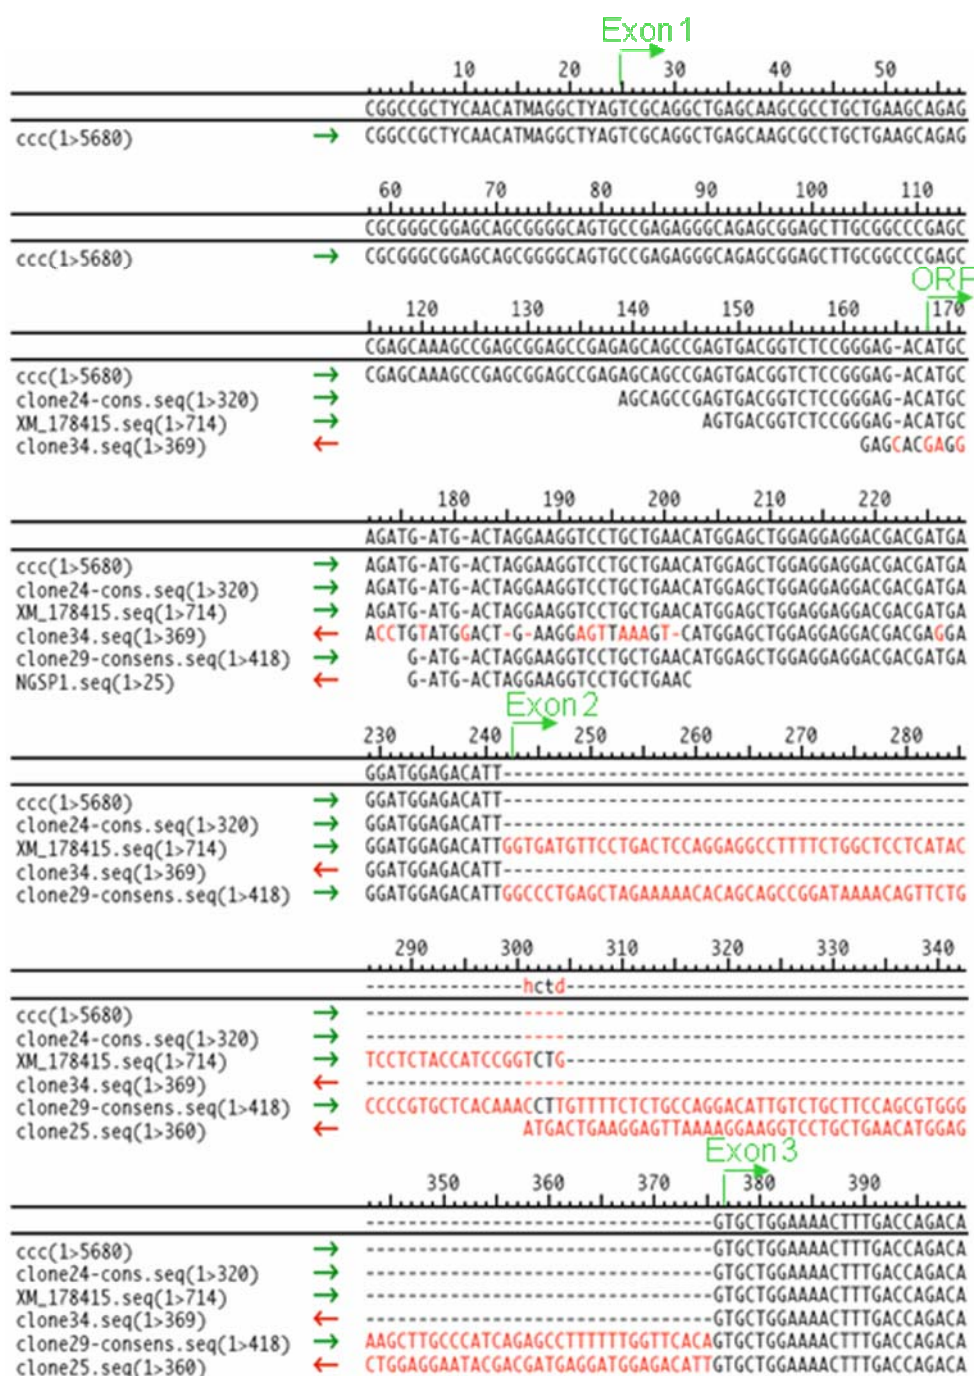 Exon 1
10 20 30 40 50
CGGCCGCTYCAACATMAGGCTYAGTCGCAGGCTGAGCAAGCGCCTGCTGAAGCAGAG
ccc(1>5680) → CGGCCGCTYCAACATMAGGCTYAGTCGCAGGCTGAGCAAGCGCCTGCTGAAGCAGAG
60 70 80 90 100 110
CGCGGGCGGAGCAGCGGGGCAGTGCCGAGAGGGCAGAGCGGAGCTTGCGGCCCGAGC
ccc(1>5680) → CGCGGGCGGAGCAGCGGGGCAGTGCCGAGAGGGCAGAGCGGAGCTTGCGGCCCGAGC
ORF
120 130 140 150 160 170
CGAGCAAAGCCGAGCGGAGCCGAGAGCAGCCGAGTGACGGTCTCCGGGAG-ACATGC
ccc(1>5680) → CGAGCAAAGCCGAGCGGAGCCGAGAGCAGCCGAGTGACGGTCTCCGGGAG-ACATGC
clone24-cons.seq(1>320) → AGCAGCCGAGTGACGGTCTCCGGGAG-ACATGC
XM_178415.seq(1>714) → AGTGACGGTCTCCGGGAG-ACATGC
clone34.seq(1>369) ← GAGCACGAGG
180 190 200 210 220
AGATG-ATG-ACTAGGAAGGTCCTGCTGAACATGGAGCTGGAGGAGGACGACGATGA
ccc(1>5680) → AGATG-ATG-ACTAGGAAGGTCCTGCTGAACATGGAGCTGGAGGAGGACGACGATGA
clone24-cons.seq(1>320) → AGATG-ATG-ACTAGGAAGGTCCTGCTGAACATGGAGCTGGAGGAGGACGACGATGA
XM_178415.seq(1>714) → AGATG-ATG-ACTAGGAAGGTCCTGCTGAACATGGAGCTGGAGGAGGACGACGATGA
clone34.seq(1>369) ← ACCTGTATGGACT-G-AAGGAGTTAAAGT-CATGGAGCTGGAGGAGGACGACGAGGA
clone29-consens.seq(1>418) → G-ATG-ACTAGGAAGGTCCTGCTGAACATGGAGCTGGAGGAGGACGACGATGA
NGSP1.seq(1>25) ← G-ATG-ACTAGGAAGGTCCTGCTGAAC
Exon 2
230 240 250 260 270 280
GGATGGAGACATT--------------------------------------------
ccc(1>5680) → GGATGGAGACATT--------------------------------------------
clone24-cons.seq(1>320) → GGATGGAGACATT--------------------------------------------
XM_178415.seq(1>714) → GGATGGAGACATTGGTGATGTTCCTGACTCCAGGAGGCCTTTTCTGGCTCCTCATAC
clone34.seq(1>369) ← GGATGGAGACATT--------------------------------------------
clone29-consens.seq(1>418) → GGATGGAGACATTGGCCCTGAGCTAGAAAAACACAGCAGCCGGATAAAACAGTTCTG
290 300 310 320 330 340
---------------hctd--------------------------------------
ccc(1>5680) → ---------------------------------------------------------
clone24-cons.seq(1>320) → ---------------------------------------------------------
XM_178415.seq(1>714) → TCCTCTACCATCCGGTCTG--------------------------------------
clone34.seq(1>369) ← ---------------------------------------------------------
clone29-consens.seq(1>418) → CCCCGTGCTCACAAACCTTGTTTTCTCTGCCAGGACATTGTCTGCTTCCAGCGTGGG
clone25.seq(1>360) ← ATGACTGAAGGAGTTAAAAGGAAGGTCCTGCTGAACATGGAG
Exon 3
350 360 370 380 390
---------------------------------GTGCTGGAAAACTTTGACCAGACA
ccc(1>5680) → ---------------------------------GTGCTGGAAAACTTTGACCAGACA
clone24-cons.seq(1>320) → ---------------------------------GTGCTGGAAAACTTTGACCAGACA
XM_178415.seq(1>714) → ---------------------------------GTGCTGGAAAACTTTGACCAGACA
clone34.seq(1>369) ← ---------------------------------GTGCTGGAAAACTTTGACCAGACA
clone29-consens.seq(1>418) → AAGCTTGCCCATCAGAGCCTTTTTTGGTTCACAGTGCTGGAAAACTTTGACCAGACA
clone25.seq(1>360) ← CTGGAGGAATACGACGATGAGGATGGAGACATTGTGCTGGAAAACTTTGACCAGACA